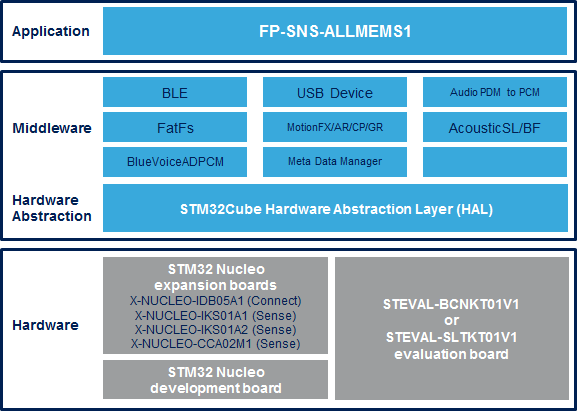 Application
FP-SNS-ALLMEMS1
Middleware
BLE
USB Device
Audio PDM to PCM
FatFs
MotionFX/AR/CP/GR
AcousticSL/BF
BlueVoiceADPCM
Meta Data Manager
Hardware
Abstraction
STM32Cube Hardware Abstraction Layer (HAL)
Hardware
STM32 Nucleo
expansion boards
X-NUCLEO-IDB05A1 (Connect)
X-NUCLEO-IKS01A1 (Sense)
X-NUCLEO-IKS01A2 (Sense)
X-NUCLEO-CCA02M1 (Sense)
STM32 Nucleo
development board
STEVAL-BCNKT01V1
or
STEVAL-SLTKT01V1
evaluation board